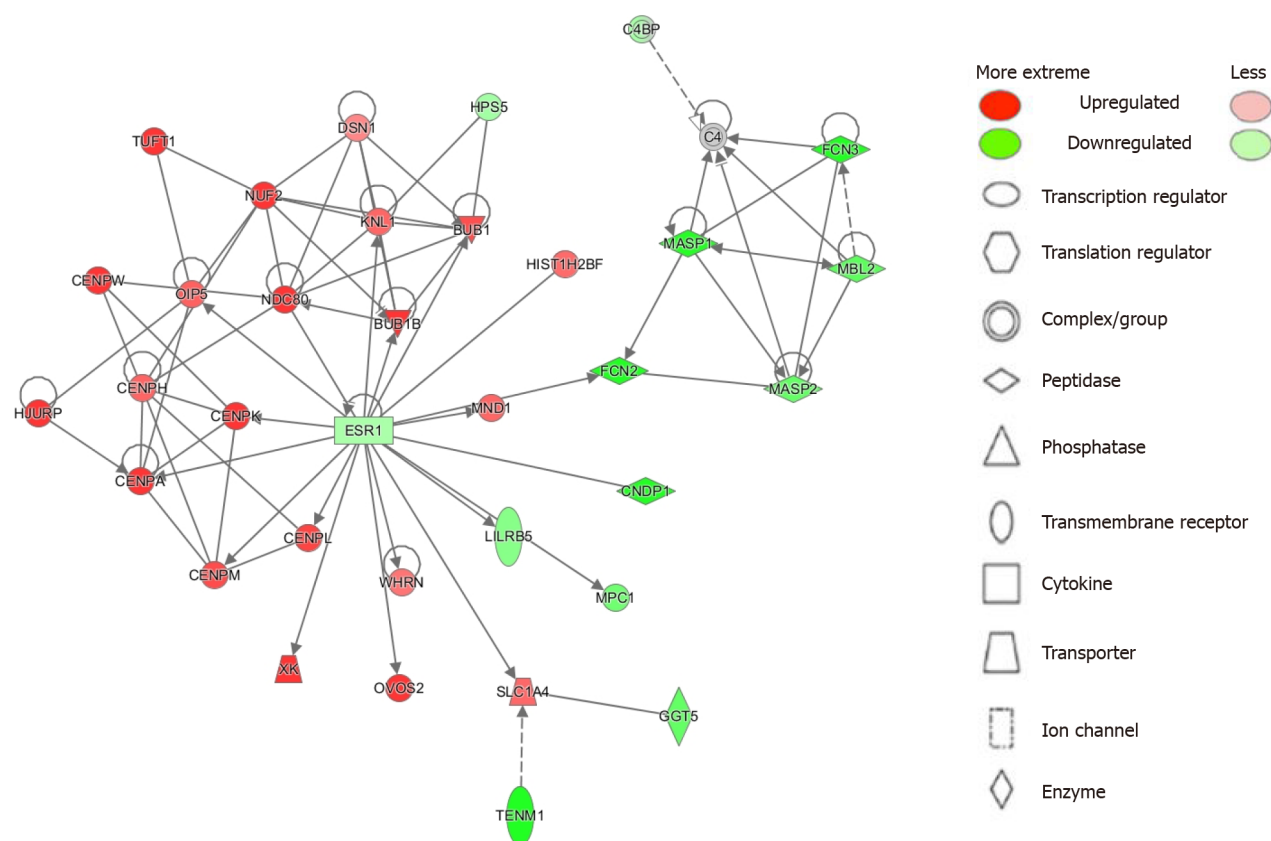 C4BP
HPS5
DSN1
C4
TUFT1
FCN3
NUF2
KNL1
BUB1
MASP1
HIST1H2BF
MBL2
CENPW
OIP5
NDC80
BUB1B
FCN2
MASP2
CENPH
HJURP
CENPK
MND1
ESR1
CENPA
CNDP1
CENPL
LILRB5
CENPM
WHRN
MPC1
XK
OVOS2
SLC1A4
GGT5
TENM1
More extreme Less
Upregulated
Downregulated
Transcription regulator
Translation regulator
Complex/group
Peptidase
Phosphatase
Transmembrane receptor
Cytokine
Transporter
Ion channel
Enzyme